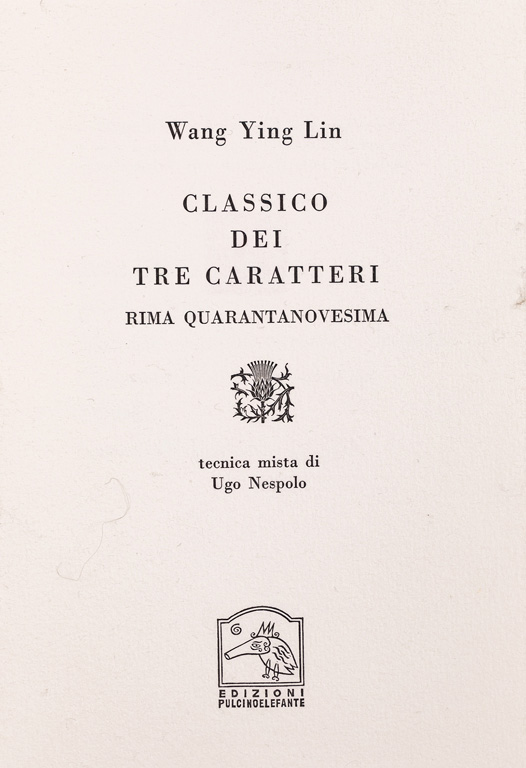 Wang Ying Lin
CLASSICO
DEI
TRE CARATTERI
RIMA QUARANTANOVESIMA
tecnica mista di
Ugo Nespolo
EDIZIONI
PULCINOELEFANTE